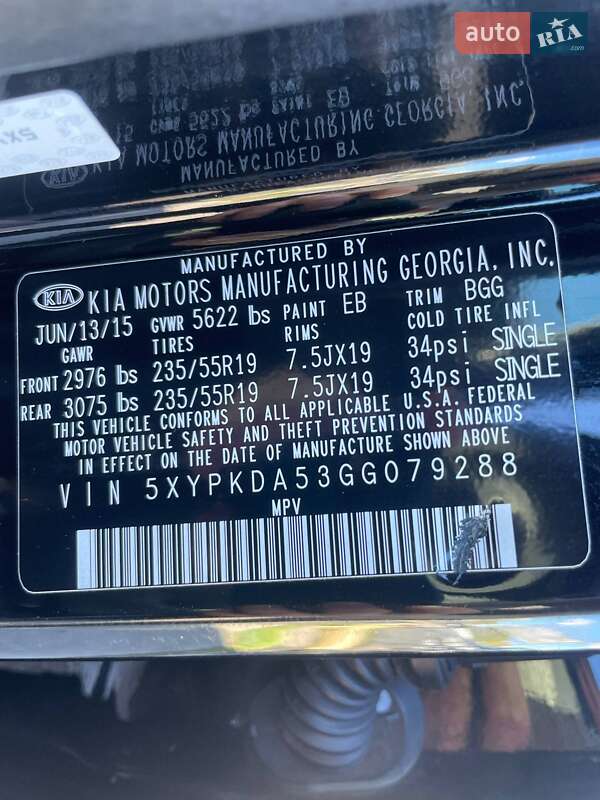 auto RIA.com
MANUFACTURED BY
KIA KIA MOTORS MANUFACTURING GEORGIA, INC.
JUN/13/15 GVWR 5622 lbs PAINT EB TRIM BGG
GAWR TIRES RIMS COLD TIRE INFL
FRONT 2976 lbs 235/55R19 7.5JX19 34psi SINGLE
REAR 3075 lbs 235/55R19 7.5JX19 34psi SINGLE
THIS VEHICLE CONFORMS TO ALL APPLICABLE U.S.A. FEDERAL
MOTOR VEHICLE SAFETY AND THEFT PREVENTION STANDARDS
IN EFFECT ON THE DATE OF MANUFACTURE SHOWN ABOVE
VIN 5XYPKDA53GG079288
MPV